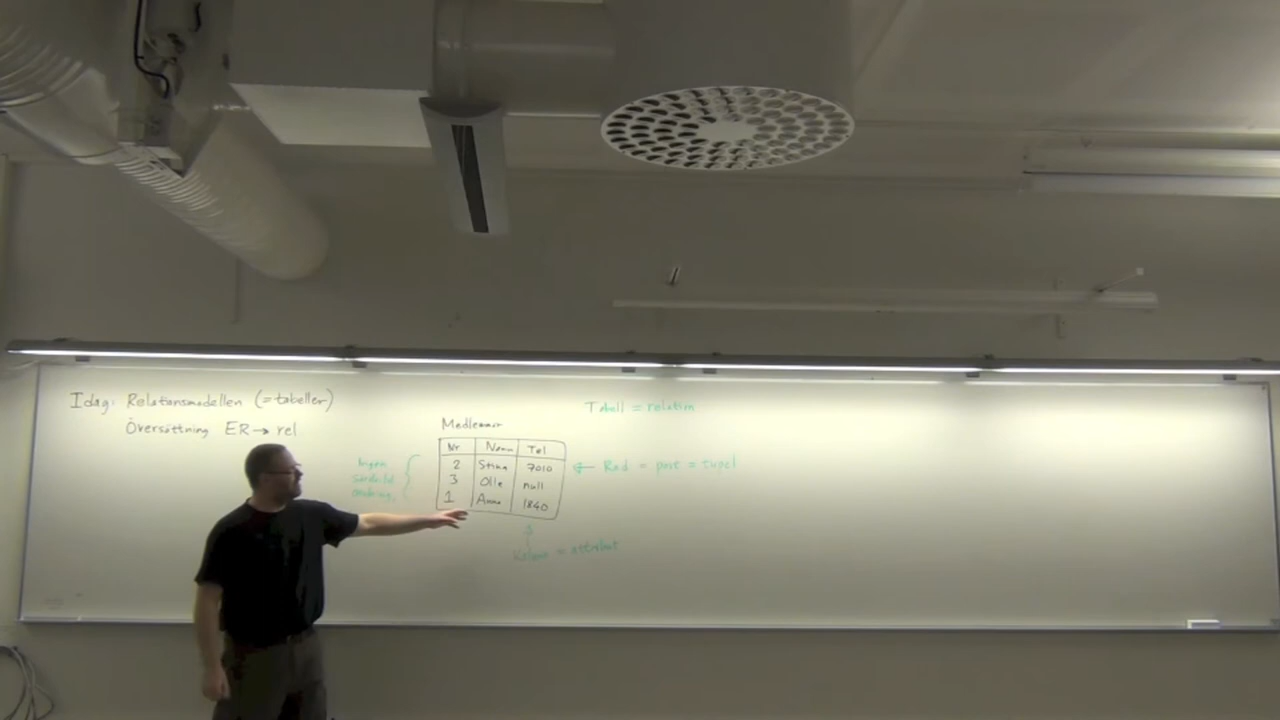 Idag: Relationsmodellen (=tabeller)
Översättning ER→rel
Tabell = relation
Medlemmar
Nr Namn Tel
2 Stina 7010
3 Olle null
1 Anna 1840
Ingen
särskild
ordning
← Rad = post = tupel
Kolumn = attribut